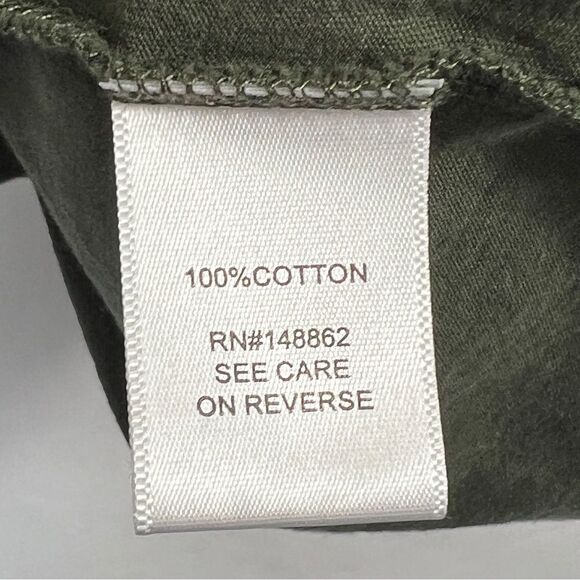 100%COTTON
RN#148862
SEE CARE
ON REVERSE